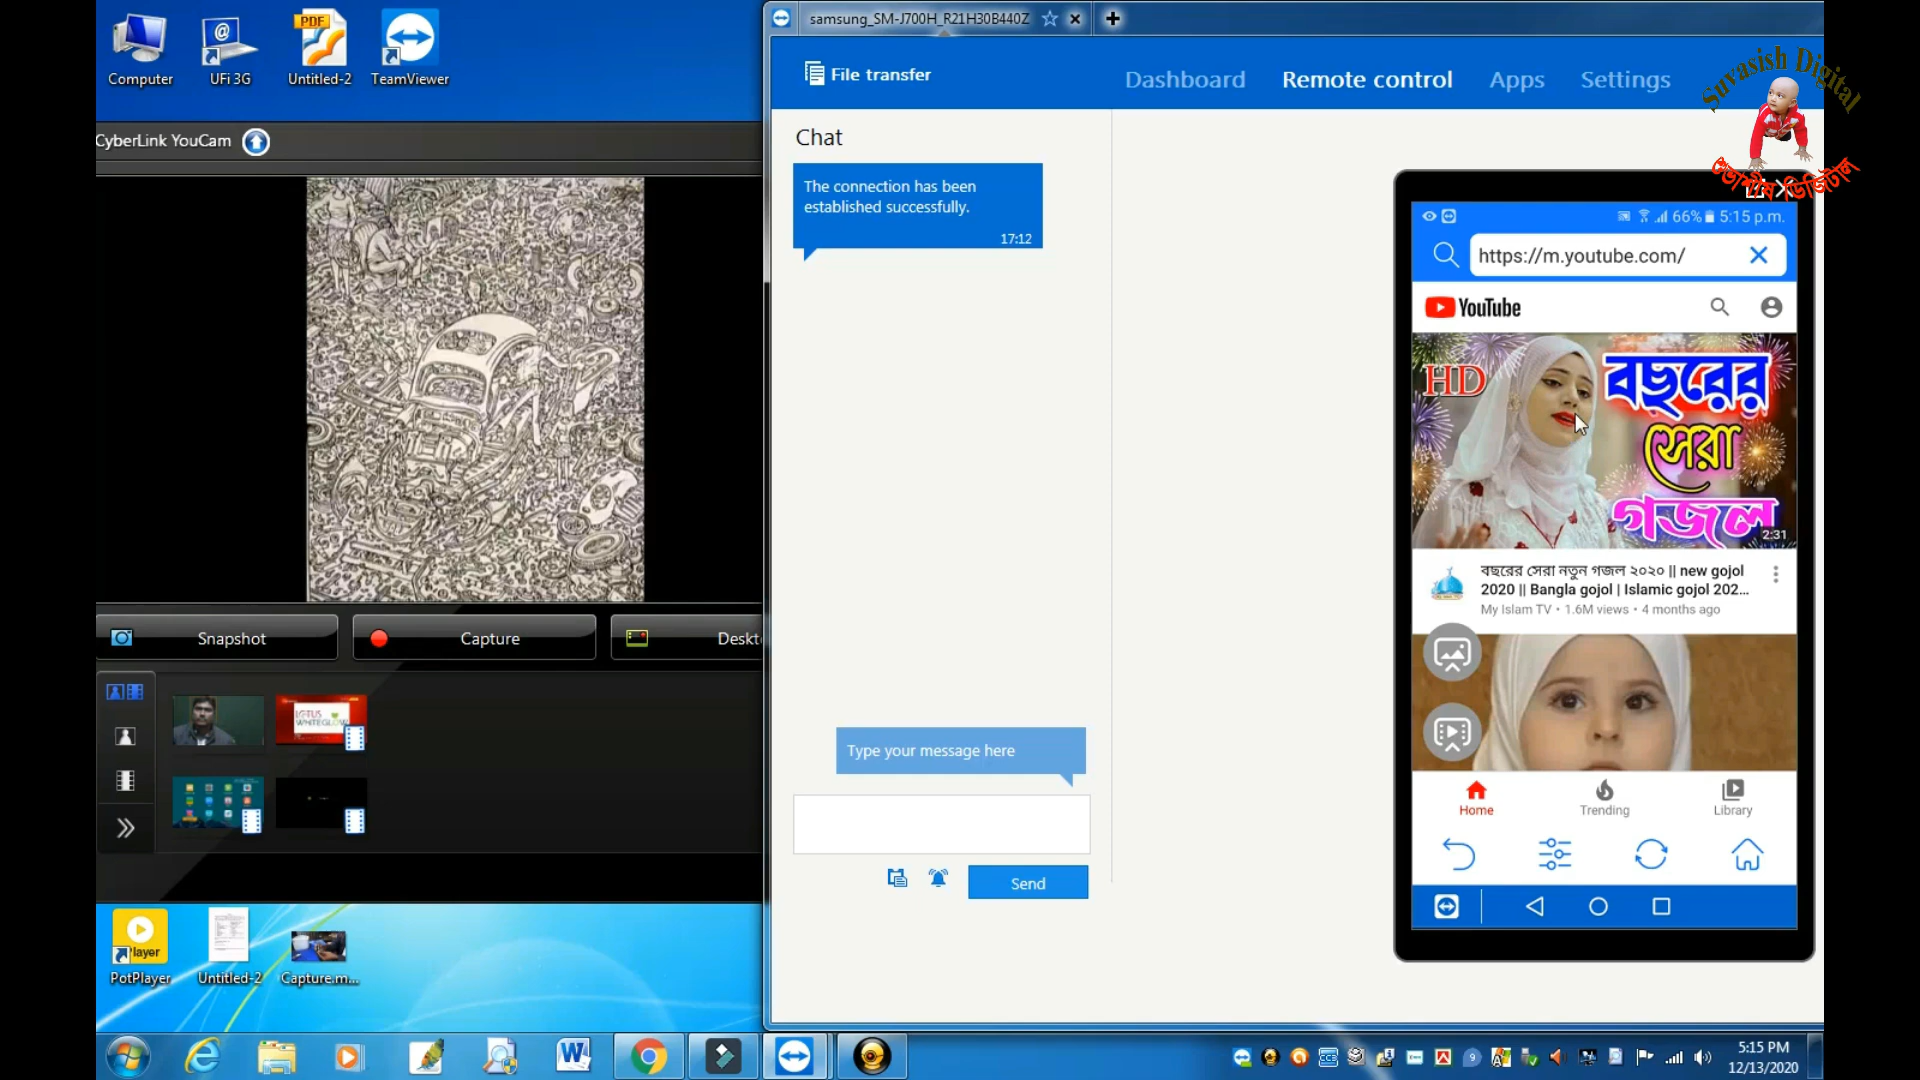 Computer
UFi 3G
PDF
Untitled-2
TeamViewer
CyberLink YouCam
Snapshot
Capture
Deskt
PotPlayer
Untitled-2
Capture.m...
samsung_SM-J700H_R21H30B440Z
File transfer
Dashboard
Remote control
Apps
Settings
Suvasish Digital
শুভাশীষ ডিজিটাল
Chat
The connection has been
established successfully.
17:12
Type your message here
Send
66% 5:15 p.m.
https://m.youtube.com/
YouTube
HD
বছরের
সেরা
গজল
2:31
বছরের সেরা নতুন গজল ২০২০ || new gojol
2020 || Bangla gojol | Islamic gojol 202...
My Islam TV • 1.6M views • 4 months ago
Home
Trending
Library
5:15 PM
12/13/2020